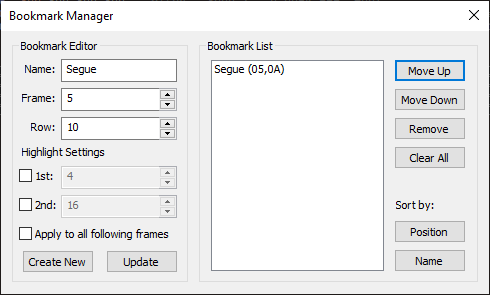 Bookmark Manager
Bookmark Editor
Name: Segue
Frame: 5
Row: 10
Highlight Settings
1st: 4
2nd: 16
Apply to all following frames
Create New Update
Bookmark List
Segue (05,0A)
Move Up
Move Down
Remove
Clear All
Sort by:
Position
Name